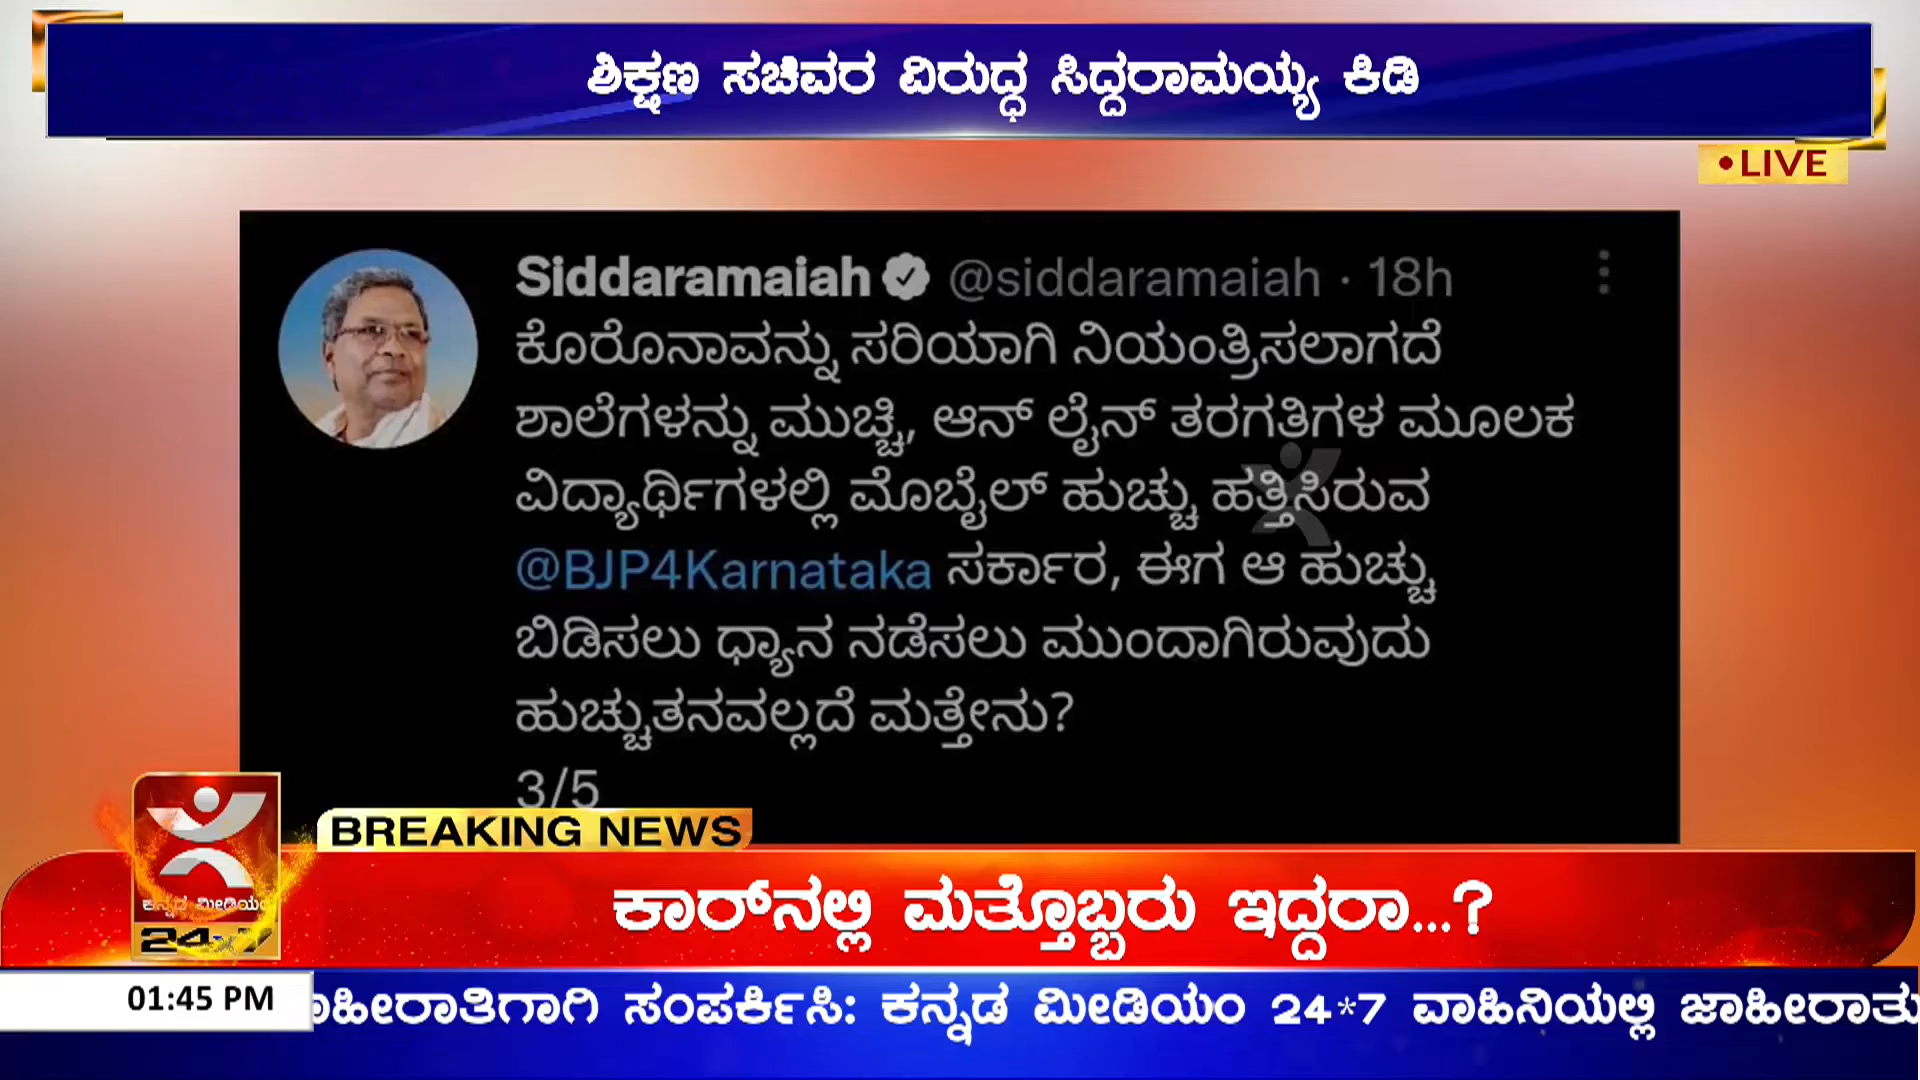 ಶಿಕ್ಷಣ ಸಚಿವರ ವಿರುದ್ಧ ಸಿದ್ದರಾಮಯ್ಯ ಕಿಡಿ
• LIVE
Siddaramaiah @siddaramaiah · 18h
ಕೊರೊನಾವನ್ನು ಸರಿಯಾಗಿ ನಿಯಂತ್ರಿಸಲಾಗದೆ
ಶಾಲೆಗಳನ್ನು ಮುಚ್ಚಿ, ಆನ್ ಲೈನ್ ತರಗತಿಗಳ ಮೂಲಕ
ವಿದ್ಯಾರ್ಥಿಗಳಲ್ಲಿ ಮೊಬೈಲ್ ಹುಚ್ಚು ಹತ್ತಿಸಿರುವ
@BJP4Karnataka ಸರ್ಕಾರ, ಈಗ ಆ ಹುಚ್ಚು
ಬಿಡಿಸಲು ಧ್ಯಾನ ನಡೆಸಲು ಮುಂದಾಗಿರುವುದು
ಹುಚ್ಚುತನವಲ್ಲದೆ ಮತ್ತೇನು?
3/5
BREAKING NEWS
ಕಾರ್‌ನಲ್ಲಿ ಮತ್ತೊಬ್ಬರು ಇದ್ದರಾ...?
ಕನ್ನಡ ಮೀಡಿಯಂ
24x7
01:45 PM
ಜಾಹೀರಾತಿಗಾಗಿ ಸಂಪರ್ಕಿಸಿ: ಕನ್ನಡ ಮೀಡಿಯಂ 24*7 ವಾಹಿನಿಯಲ್ಲಿ ಜಾಹೀರಾತು